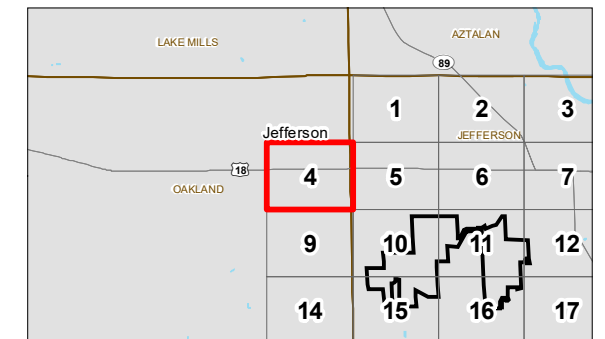 LAKE MILLS
AZTALAN
89
1 2 3
Jefferson
JEFFERSON
18
4 5 6 7
OAKLAND
9 10 11 12
14 15 16 17